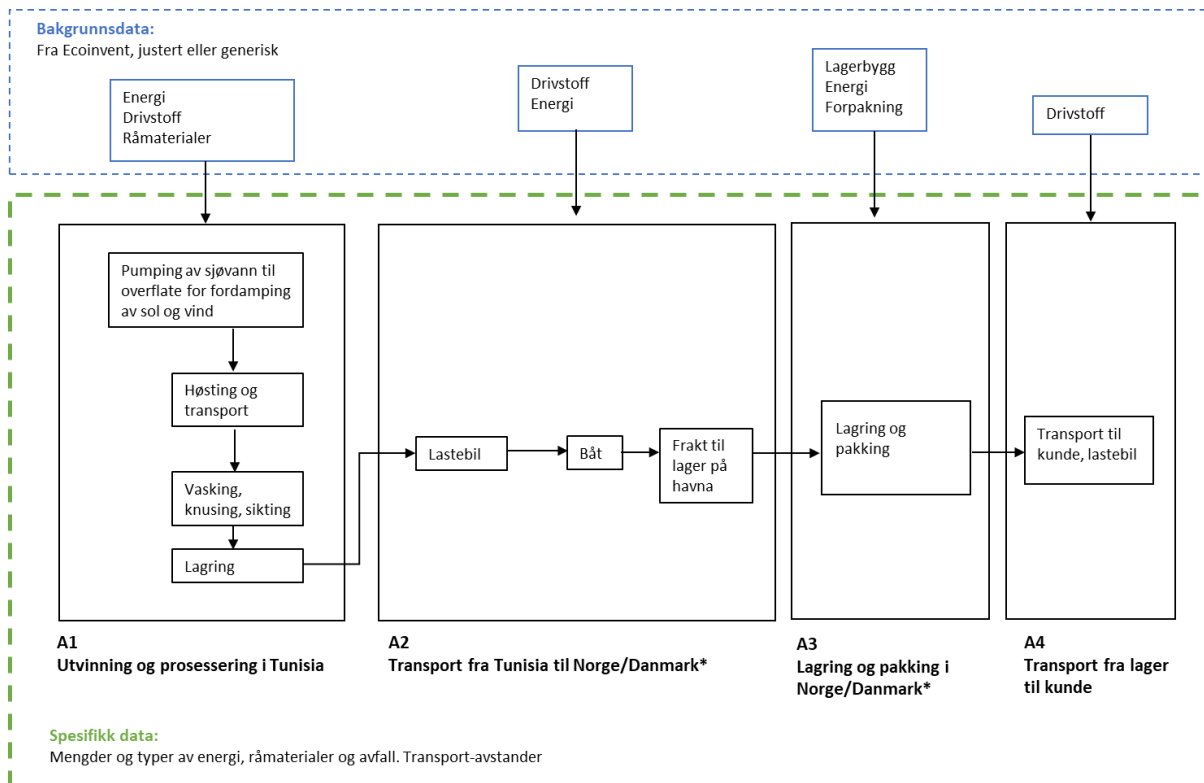 Bakgrunnsdata:
Fra Ecoinvent, justert eller generisk
Energi
Drivstoff
Råmaterialer
Drivstoff
Energi
Lagerbygg
Energi
Forpakning
Drivstoff
Pumping av sjøvann til
overflate for fordamping
av sol og vind
Høsting og
transport
Vasking,
knusing, sikting
Lagring
Lastebil
Båt
Frakt til
lager på
havna
Lagring og
pakking
Transport til
kunde, lastebil
A1
Utvinning og prosessering i Tunisia
A2
Transport fra Tunisia til Norge/Danmark*
A3
Lagring og pakking i
Norge/Danmark*
A4
Transport fra lager
til kunde
Spesifikk data:
Mengder og typer av energi, råmaterialer og avfall. Transport-avstander